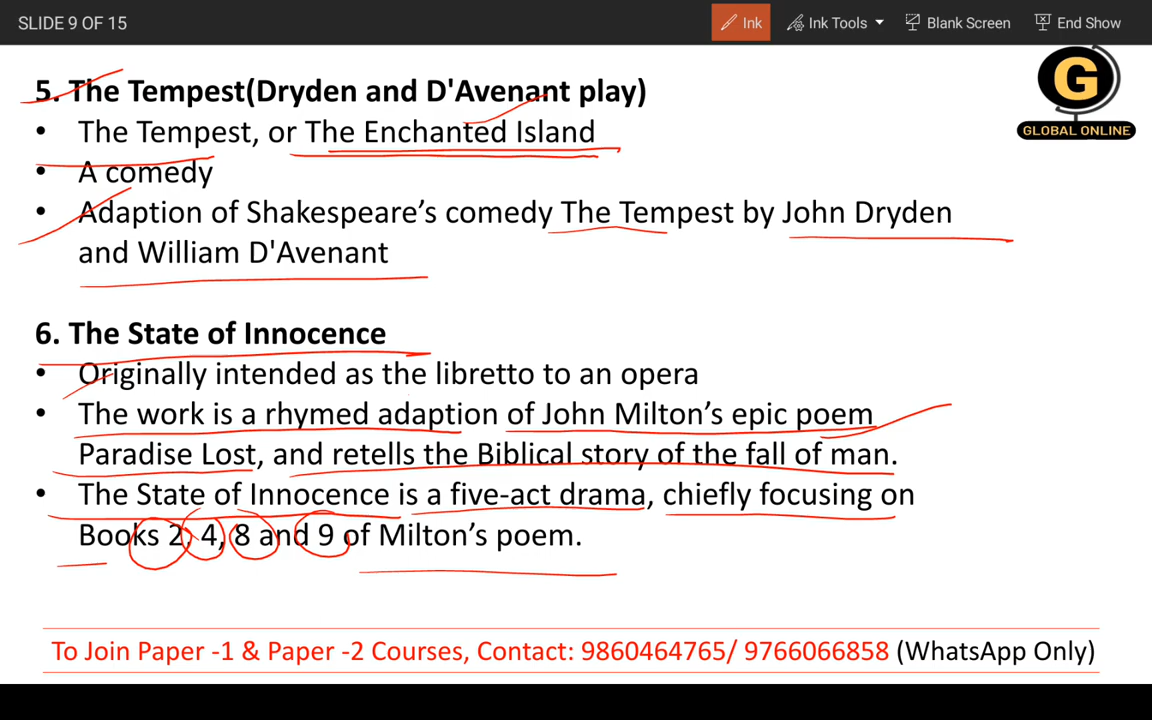 SLIDE 9 OF 15
Ink
Ink Tools
Blank Screen
End Show
G
GLOBAL ONLINE
5. The Tempest(Dryden and D'Avenant play)
• The Tempest, or The Enchanted Island
• A comedy
• Adaption of Shakespeare’s comedy The Tempest by John Dryden
and William D'Avenant
6. The State of Innocence
• Originally intended as the libretto to an opera
• The work is a rhymed adaption of John Milton’s epic poem
Paradise Lost, and retells the Biblical story of the fall of man.
• The State of Innocence is a five-act drama, chiefly focusing on
Books 2, 4, 8 and 9 of Milton’s poem.
To Join Paper -1 & Paper -2 Courses, Contact: 9860464765/ 9766066858 (WhatsApp Only)